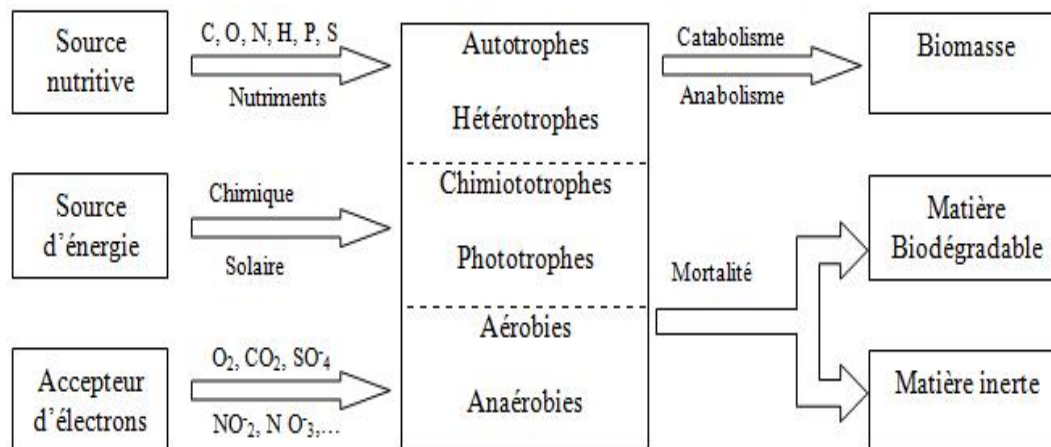 Source
nutritive
C, O, N, H, P, S
Nutriments
Autotrophes
Hétérotrophes
Catabolisme
Anabolisme
Biomasse
Source
d'énergie
Chimique
Solaire
Chimiototrophes
Phototrophes
Mortalité
Matière
Biodégradable
Accepteur
d'électrons
O₂, CO₂, SO⁻₄
NO⁻₂, N O⁻₃,…
Aérobies
Anaérobies
Matière inerte